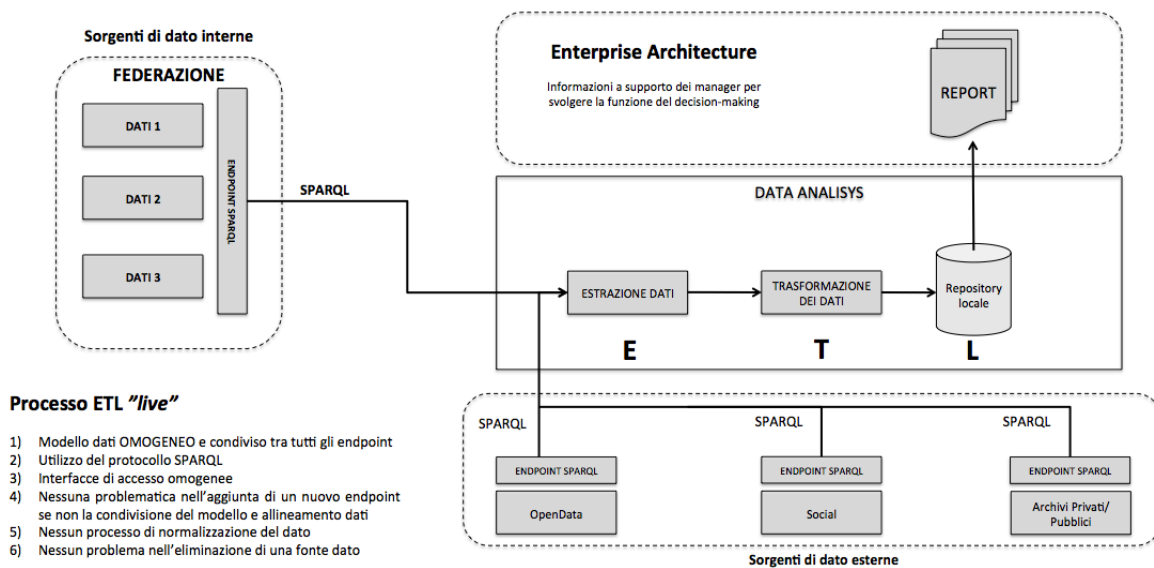 Sorgenti di dato interne
FEDERAZIONE
DATI 1
DATI 2
DATI 3
ENDPOINT SPARQL
SPARQL
Enterprise Architecture
Informazioni a supporto dei manager per
svolgere la funzione del decision-making
REPORT
DATA ANALISYS
ESTRAZIONE DATI
TRASFORMAZIONE
DEI DATI
Repository
locale
E
T
L
Processo ETL "live"
1) Modello dati OMOGENEO e condiviso tra tutti gli endpoint
2) Utilizzo del protocollo SPARQL
3) Interfacce di accesso omogenee
4) Nessuna problematica nell'aggiunta di un nuovo endpoint
se non la condivisione del modello e allineamento dati
5) Nessun processo di normalizzazione del dato
6) Nessun problema nell'eliminazione di una fonte dato
SPARQL
SPARQL
SPARQL
ENDPOINT SPARQL
ENDPOINT SPARQL
ENDPOINT SPARQL
OpenData
Social
Archivi Privati/
Pubblici
Sorgenti di dato esterne